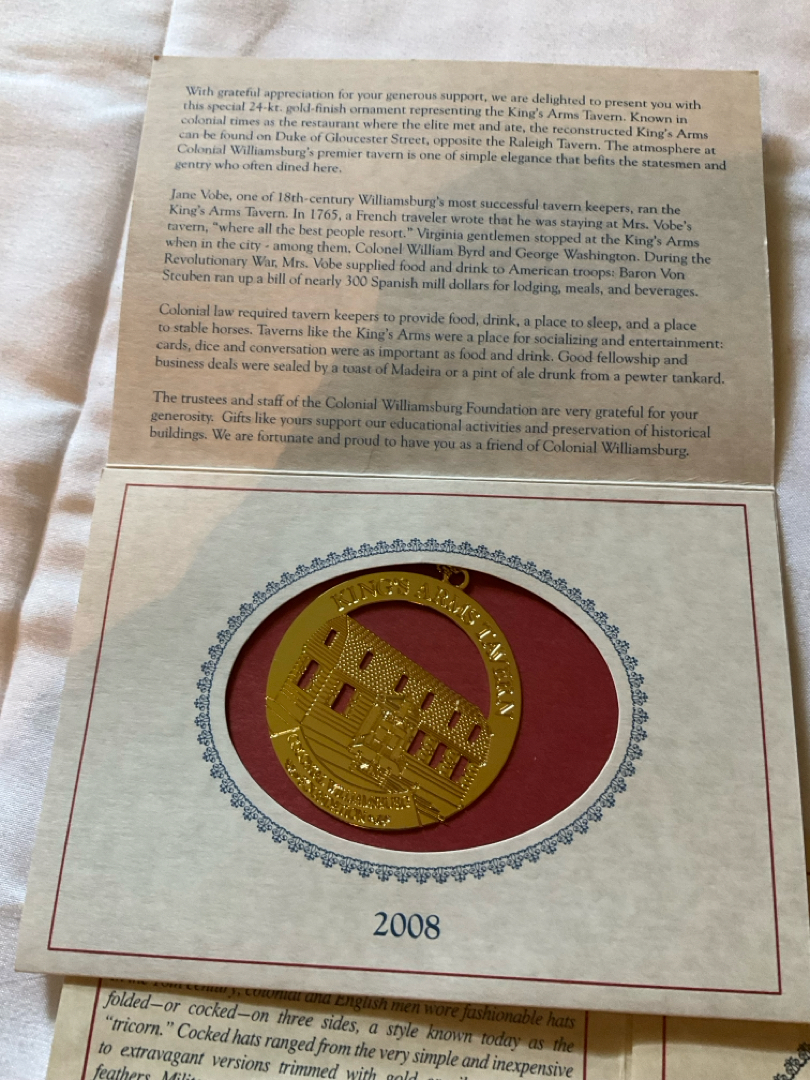 With grateful appreciation for your generous support, we are delighted to present you with
this special 24-kt. gold-finish ornament representing the King's Arms Tavern. Known in
colonial times as the restaurant where the elite met and ate, the reconstructed King's Arms
can be found on Duke of Gloucester Street, opposite the Raleigh Tavern. The atmosphere at
Colonial Williamsburg's premier tavern is one of simple elegance that befits the statesmen and
gentry who often dined here.
Jane Vobe, one of 18th-century Williamsburg's most successful tavern keepers, ran the
King's Arms Tavern. In 1765, a French traveler wrote that he was staying at Mrs. Vobe's
tavern, "where all the best people resort." Virginia gentlemen stopped at the King's Arms
when in the city - among them. Colonel William Byrd and George Washington. During the
Revolutionary War, Mrs. Vobe supplied food and drink to American troops: Baron Von
Steuben ran up a bill of nearly 300 Spanish mill dollars for lodging, meals, and beverages.
Colonial law required tavern keepers to provide food, drink, a place to sleep, and a place
to stable horses. Taverns like the King's Arms were a place for socializing and entertainment:
cards, dice and conversation were as important as food and drink. Good fellowship and
business deals were sealed by a toast of Madeira or a pint of ale drunk from a pewter tankard.
The trustees and staff of the Colonial Williamsburg Foundation are very grateful for your
generosity. Gifts like yours support our educational activities and preservation of historical
buildings. We are fortunate and proud to have you as a friend of Colonial Williamsburg.
KING'S ARMS TAVERN
2008
century, colonial and English men wore fashionable hats
folded—or cocked—on three sides, a style known today as the
"tricorn." Cocked hats ranged from the very simple and inexpensive
to extravagant versions trimmed with gold
feathers.